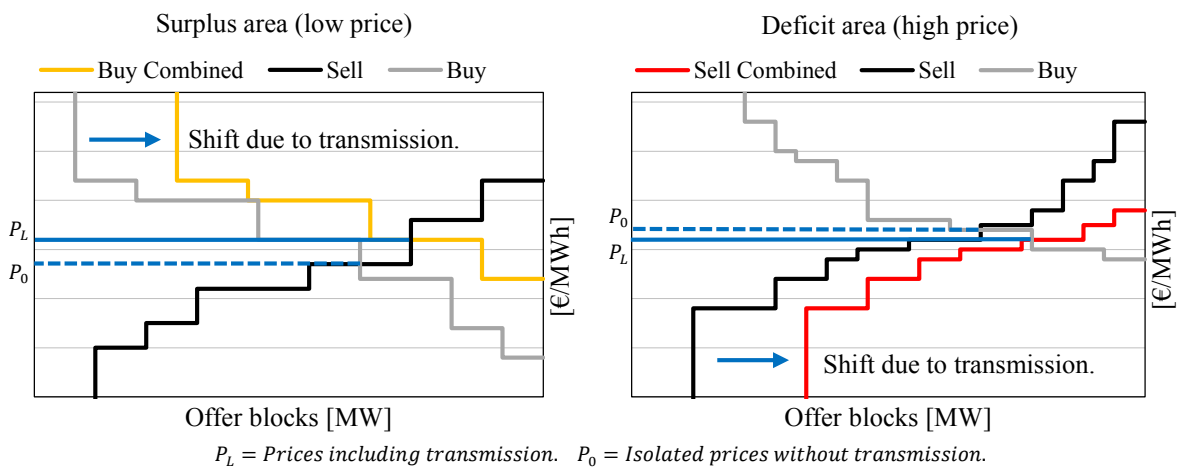 Surplus area (low price)
Buy Combined Sell Buy
Shift due to transmission.
P_L
P_0
[€/MWh]
Offer blocks [MW]
Deficit area (high price)
Sell Combined Sell Buy
P_0
P_L
Shift due to transmission.
[€/MWh]
Offer blocks [MW]
P_L = Prices including transmission. P_0 = Isolated prices without transmission.